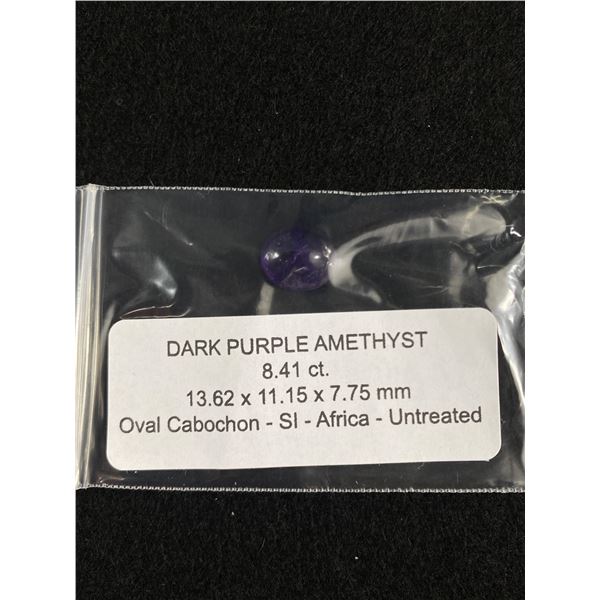 DARK PURPLE AMETHYST
8.41 ct.
13.62 x 11.15 x 7.75 mm
Oval Cabochon - SI - Africa - Untreated